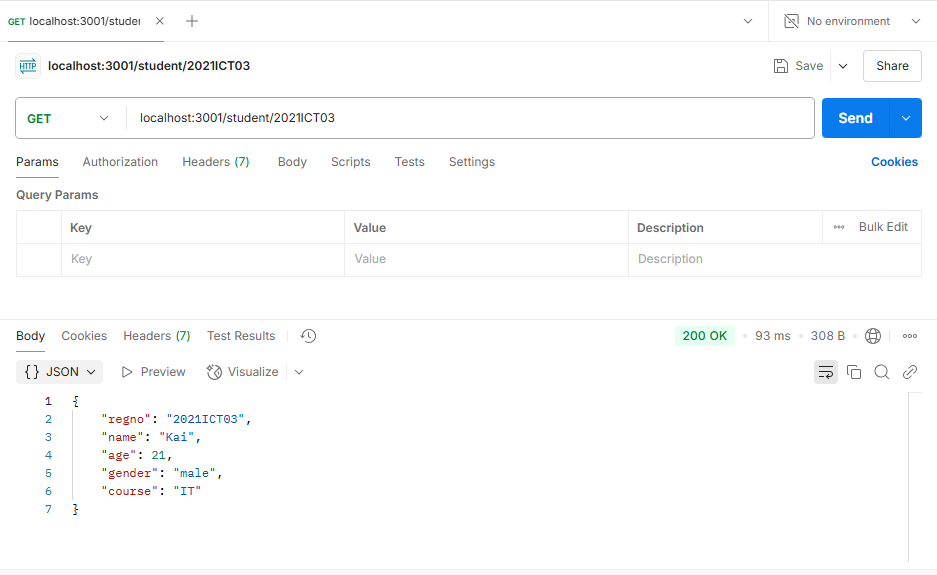 GET localhost:3001/studer
No environment
HTTP localhost:3001/student/2021ICT03
Save
Share
GET
localhost:3001/student/2021ICT03
Send
Params Authorization Headers (7) Body Scripts Tests Settings
Cookies
Query Params
Key Value Description Bulk Edit
Key Value Description
Body Cookies Headers (7) Test Results
200 OK 93 ms 308 B
{ } JSON Preview Visualize
1 {
2 "regno": "2021ICT03",
3 "name": "Kai",
4 "age": 21,
5 "gender": "male",
6 "course": "IT"
7 }